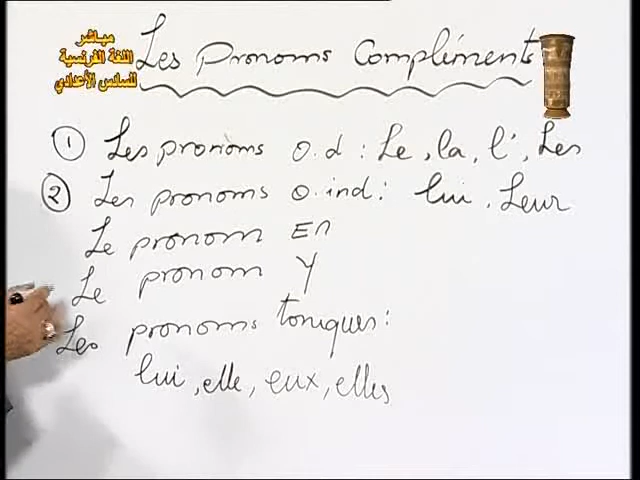 مباشر
اللغة الفرنسية
للسادس الأعدادي
Les Pronoms Compléments
① Les pronoms o.d : Le, la, l', Les
② Les pronoms o.ind : lui, Leur
Le pronom En
Le pronom Y
Les pronoms toniques :
lui, elle, eux, elles